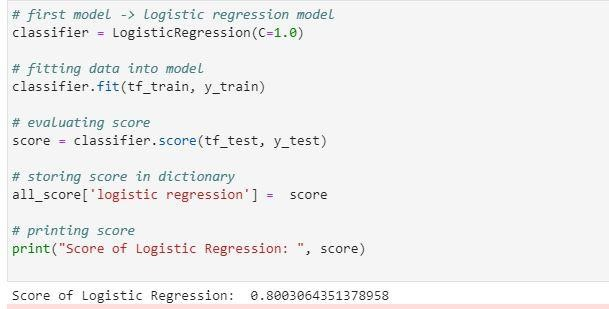 # first model -> logistic regression model
classifier = LogisticRegression(C=1.0)
# fitting data into model
classifier.fit(tf_train, y_train)
# evaluating score
score = classifier.score(tf_test, y_test)
# storing score in dictionary
all_score['logistic regression'] =  score
# printing score
print("Score of Logistic Regression: ", score)
Score of Logistic Regression:  0.8003064351378958